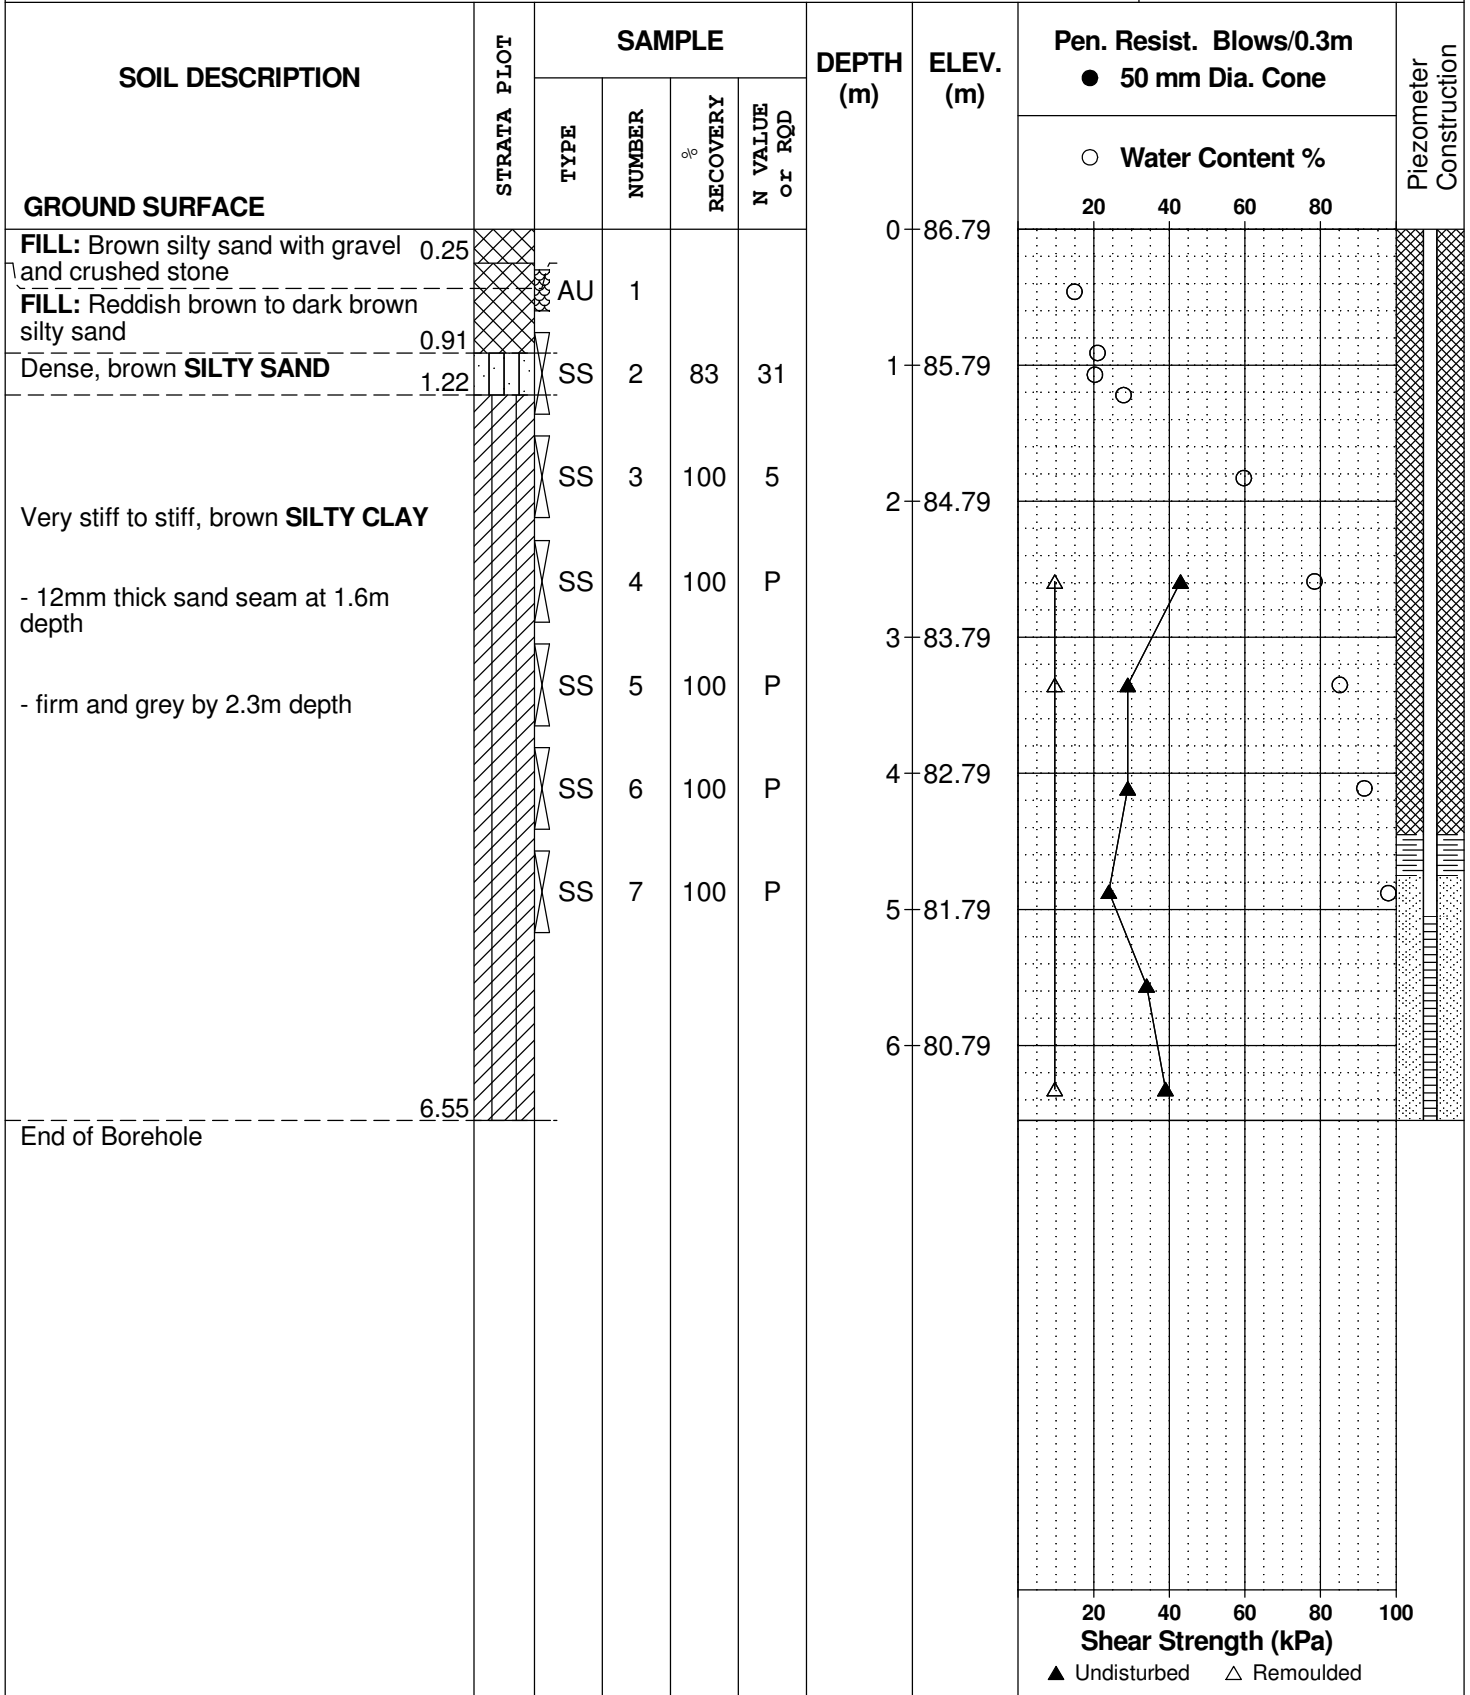 SOIL DESCRIPTION
GROUND SURFACE
STRATA PLOT
SAMPLE
TYPE
NUMBER
% RECOVERY
N VALUE or RQD
DEPTH (m)
ELEV. (m)
Pen. Resist. Blows/0.3m
● 50 mm Dia. Cone
○ Water Content %
20 40 60 80
Piezometer Construction
0 86.79
FILL: Brown silty sand with gravel 0.25
and crushed stone
AU 1
FILL: Reddish brown to dark brown
silty sand 0.91
1 85.79
Dense, brown SILTY SAND 1.22
SS 2 83 31
SS 3 100 5
2 84.79
Very stiff to stiff, brown SILTY CLAY
SS 4 100 P
- 12mm thick sand seam at 1.6m
depth
3 83.79
SS 5 100 P
- firm and grey by 2.3m depth
4 82.79
SS 6 100 P
SS 7 100 P
5 81.79
6 80.79
6.55
End of Borehole
20 40 60 80 100
Shear Strength (kPa)
▲ Undisturbed △ Remoulded